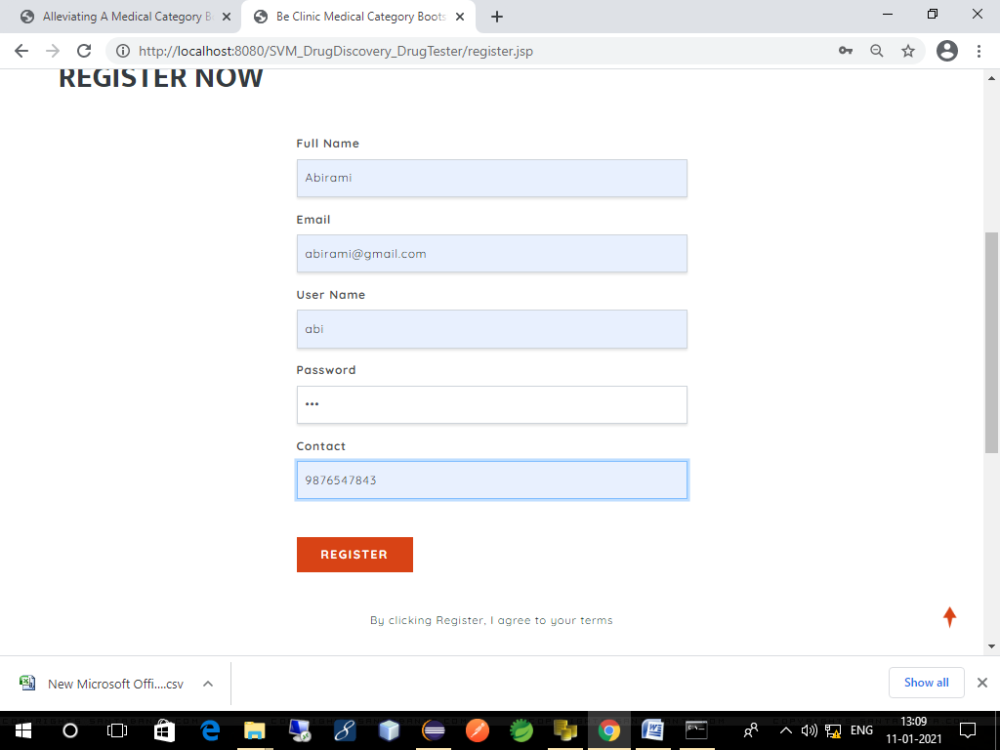 Alleviating A Medical Category B
Be Clinic Medical Category Boots
http://localhost:8080/SVM_DrugDiscovery_DrugTester/register.jsp
REGISTER NOW
Full Name
Abirami
Email
abirami@gmail.com
User Name
abi
Password
•••
Contact
9876547843
REGISTER
By clicking Register, I agree to your terms
New Microsoft Offi....csv
Show all
ENG
13:09
11-01-2021